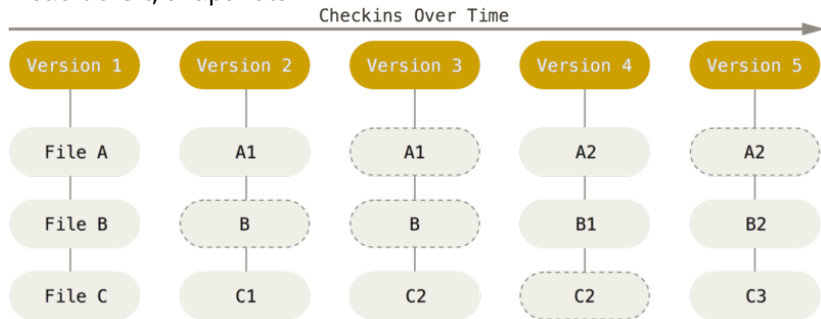 Checkins Over Time
Version 1 Version 2 Version 3 Version 4 Version 5
File A A1 A1 A2 A2
File B B B B1 B2
File C C1 C2 C2 C3